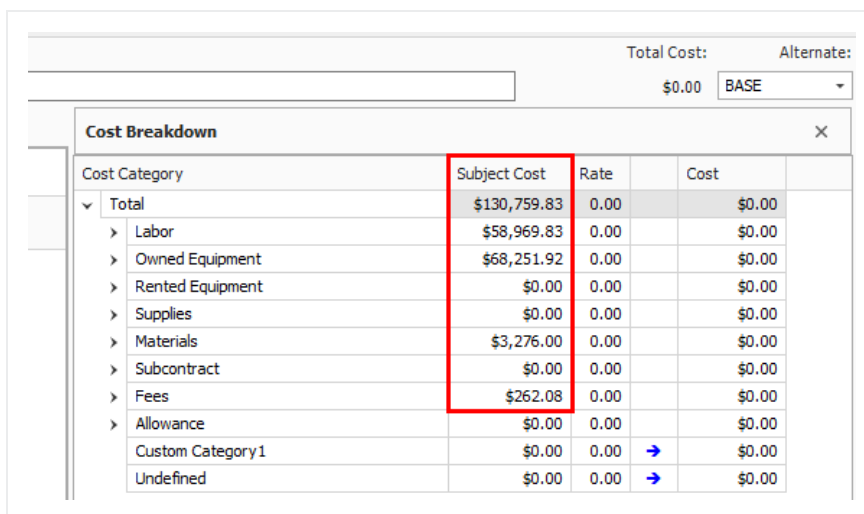 Total Cost: Alternate:
$0.00 BASE
Cost Breakdown
Cost Category Subject Cost Rate Cost
Total $130,759.83 0.00 $0.00
Labor $58,969.83 0.00 $0.00
Owned Equipment $68,251.92 0.00 $0.00
Rented Equipment $0.00 0.00 $0.00
Supplies $0.00 0.00 $0.00
Materials $3,276.00 0.00 $0.00
Subcontract $0.00 0.00 $0.00
Fees $262.08 0.00 $0.00
Allowance $0.00 0.00 $0.00
Custom Category1 $0.00 0.00 $0.00
Undefined $0.00 0.00 $0.00